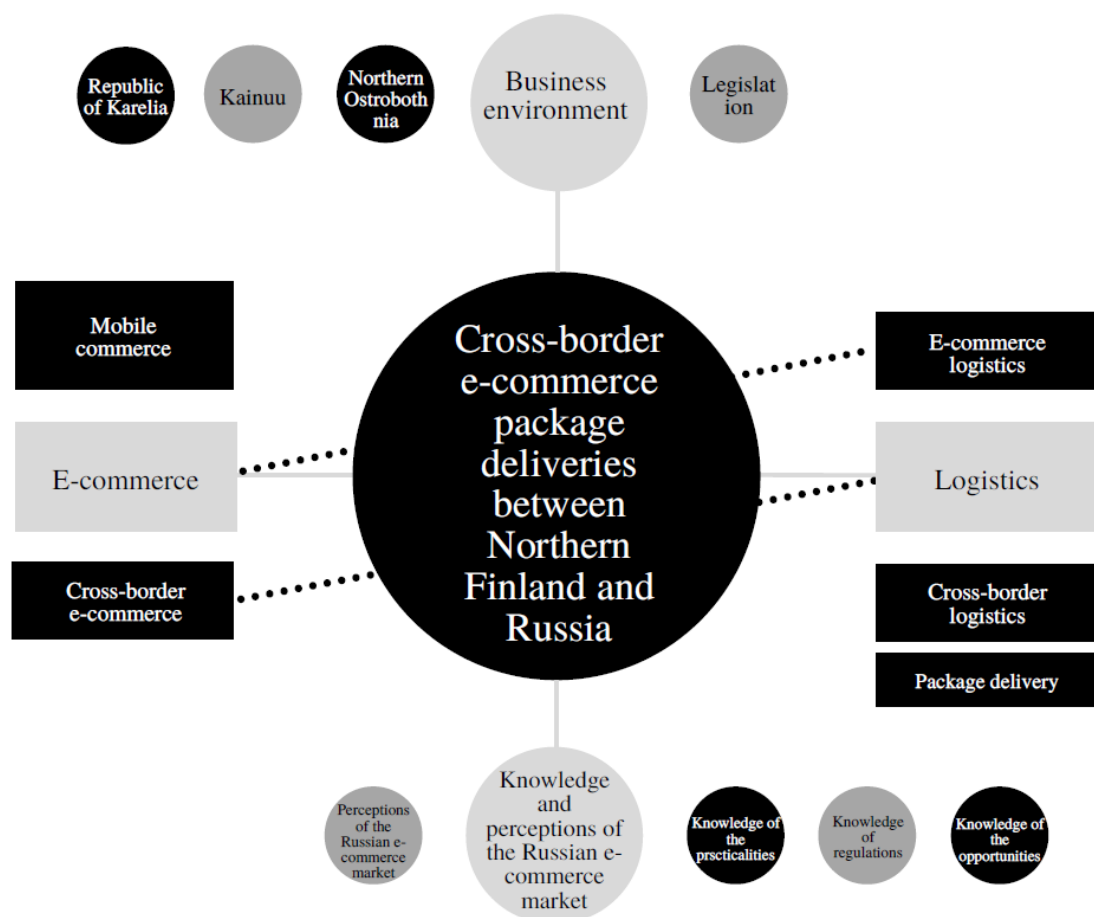 Republic
of Karelia
Kainuu
Northern
Ostroboth
nia
Business
environment
Legislat
ion
Mobile
commerce
E-commerce
Cross-border
e-commerce
Cross-border
e-commerce
package
deliveries
between
Northern
Finland and
Russia
E-commerce
logistics
Logistics
Cross-border
logistics
Package delivery
Perceptions
of the
Russian e-
commerce
market
Knowledge
and
perceptions of
the Russian e-
commerce
market
Knowledge of
the
prscticalities
Knowledge
of
regulations
Knowledge of
the
opportunities